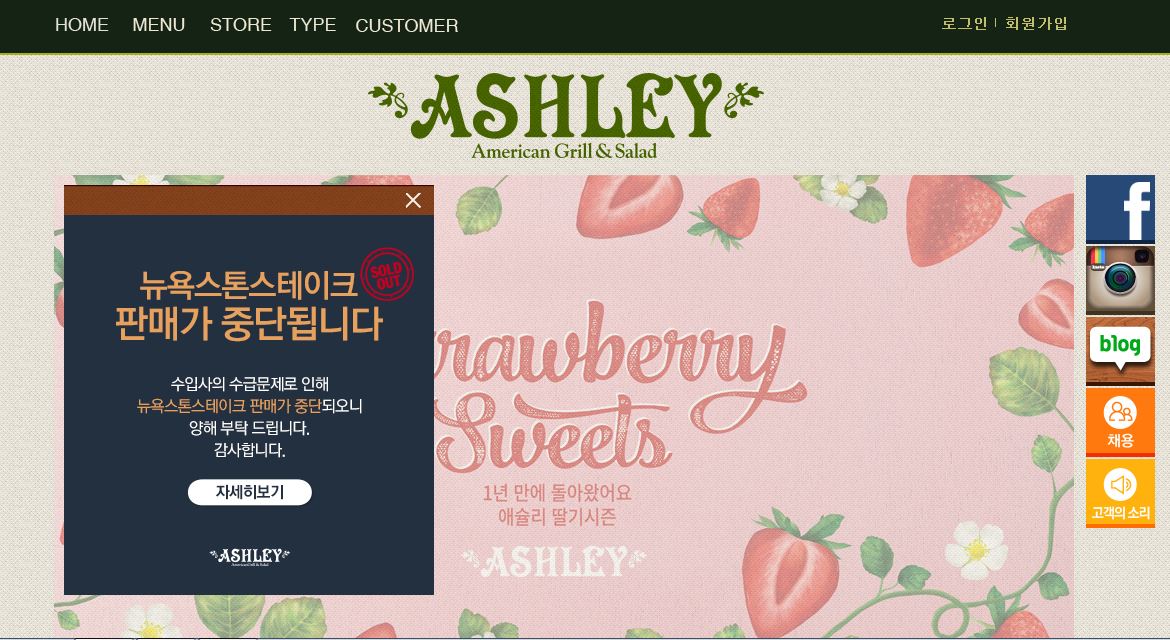 HOME MENU STORE TYPE CUSTOMER
로그인 | 회원가입
ASHLEY
American Grill & Salad
SOLD OUT
뉴욕스톤스테이크
판매가 중단됩니다
수입사의 수급문제로 인해
뉴욕스톤스테이크 판매가 중단되오니
양해 부탁 드립니다.
감사합니다.
자세히보기
ASHLEY
American Grill & Salad
rawberry
Sweets
1년 만에 돌아왔어요
애슐리 딸기시즌
ASHLEY
f
Insta
blog
채용
고객의 소리